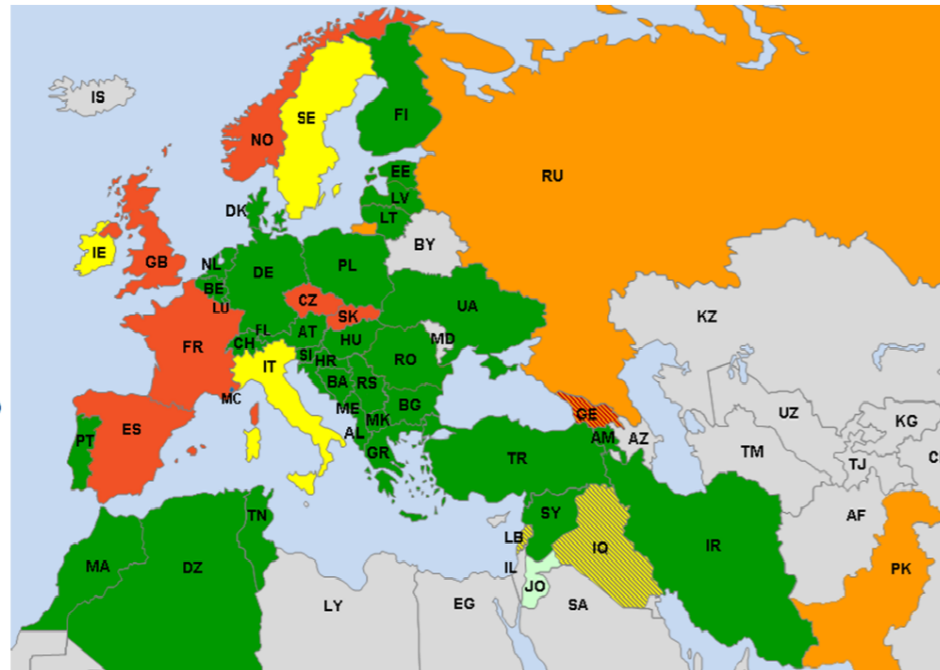 IS
SE
FI
NO
RU
EE
LV
DK
LT
BY
IE
GB
NL
DE
PL
BE
LU
CZ
UA
SK
KZ
FR
FL
AT
CH
HU
MD
IT
SI
HR
RO
MC
BA
RS
ME
BG
MK
AL
PT
ES
GR
GE
AM
AZ
UZ
KG
TM
TJ
TR
TN
SY
AF
LB
IQ
IR
MA
DZ
IL
JO
PK
LY
EG
SA